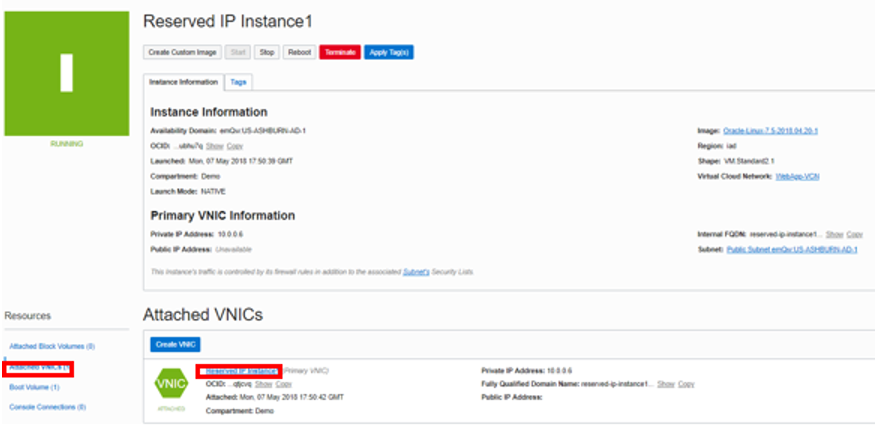 Reserved IP Instance1
Create Custom Image Start Stop Reboot Terminate Apply Tag(s)
RUNNING
Instance Information Tags
Instance Information
Availability Domain: emQw:US-ASHBURN-AD-1
OCID: ...ubhu7q Show Copy
Launched: Mon, 07 May 2018 17:50:39 GMT
Compartment: Demo
Launch Mode: NATIVE
Image: Oracle-Linux-7.5-2018.04.20-1
Region: iad
Shape: VM.Standard2.1
Virtual Cloud Network: WebApp-VCN
Primary VNIC Information
Private IP Address: 10.0.0.6
Public IP Address: Unavailable
Internal FQDN: reserved-ip-instance1... Show Copy
Subnet: Public Subnet emQw:US-ASHBURN-AD-1
This Instance's traffic is controlled by its firewall rules in addition to the associated Subnet's Security Lists
Resources
Attached Block Volumes (0)
Attached VNICs (1)
Boot Volume (1)
Console Connections (0)
Attached VNICs
Create VNIC
VNIC
ATTACHED
Reserved IP Instance1 (Primary VNIC)
OCID: Show Copy
Attached: Mon, 07 May 2018 17:50:42 GMT
Compartment: Demo
Private IP Address: 10.0.0.6
Fully Qualified Domain Name: reserved-ip-instance1... Show Copy
Public IP Address: